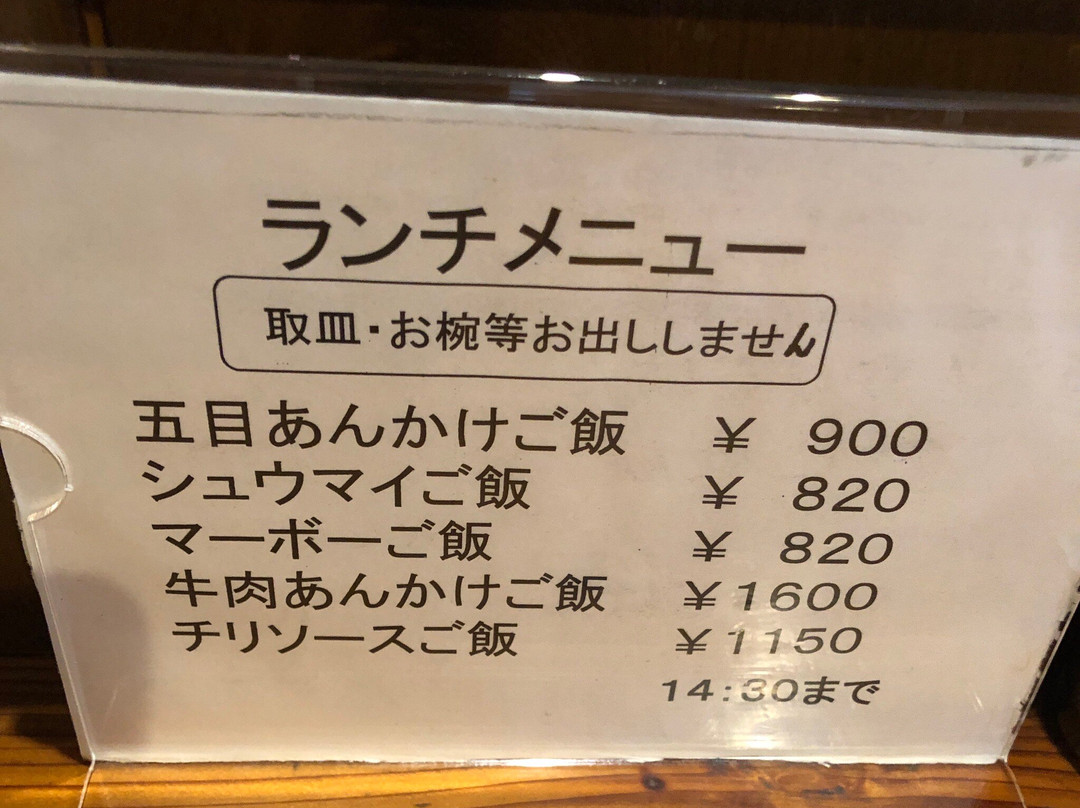 ランチメニュー
取皿・お椀等お出ししません
五目あんかけご飯 ¥ 900
シュウマイご飯 ¥ 820
マーボーご飯 ¥ 820
牛肉あんかけご飯 ¥1600
チリソースご飯 ¥1150
14:30まで